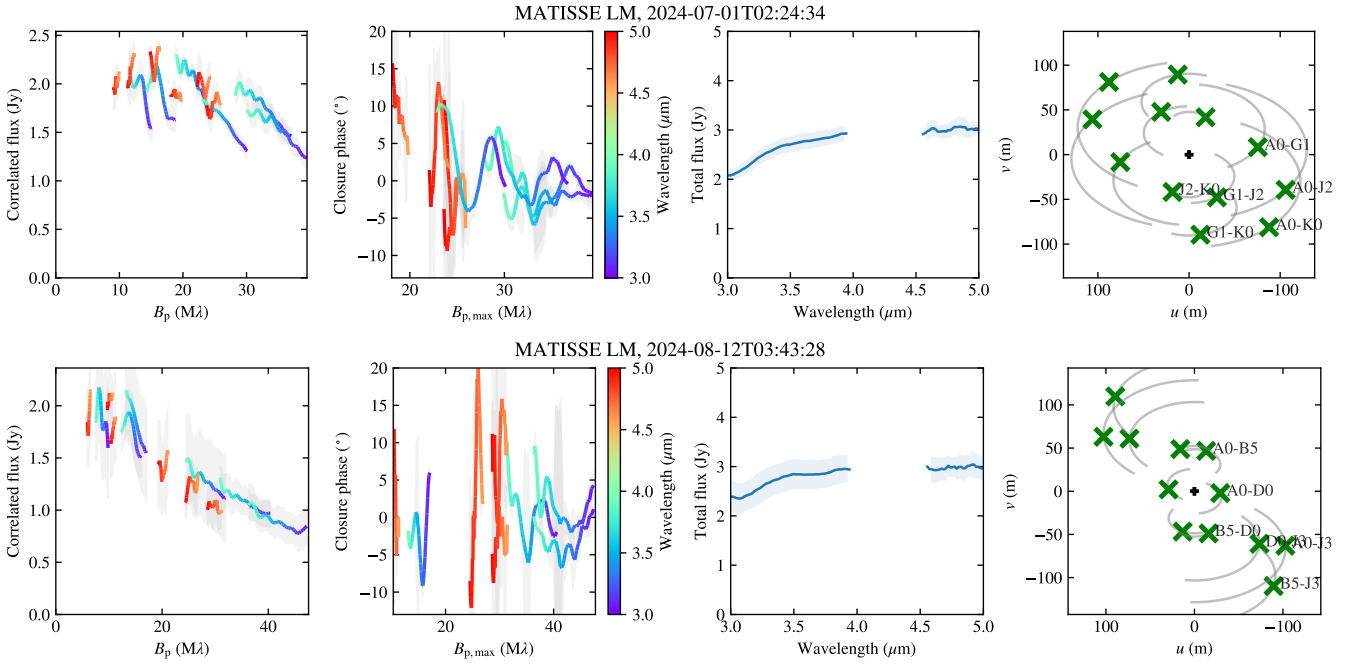 MATISSE LM, 2024-07-01T02:24:34
Correlated flux (Jy)
2.5
2.0
1.5
1.0
0.5
0.0
0 10 20 30
Bp (Mλ)
Closure phase (°)
20
15
10
5
0
−5
−10
20 30
Bp, max (Mλ)
5.0
4.5
4.0
3.5
3.0
Wavelength (μm)
Total flux (Jy)
5
4
3
2
1
0
3.0 3.5 4.0 4.5 5.0
Wavelength (μm)
v (m)
100
50
0
−50
−100
A0-G1
A0-J2
J2-K0
G1-J2
A0-K0
G1-K0
100 0 −100
u (m)
MATISSE LM, 2024-08-12T03:43:28
Correlated flux (Jy)
2.0
1.5
1.0
0.5
0.0
0 20 40
Bp (Mλ)
Closure phase (°)
20
15
10
5
0
−5
−10
20 40
Bp, max (Mλ)
5.0
4.5
4.0
3.5
3.0
Wavelength (μm)
Total flux (Jy)
5
4
3
2
1
0
3.0 3.5 4.0 4.5 5.0
Wavelength (μm)
v (m)
100
50
0
−50
−100
A0-B5
A0-D0
B5-D0
D0-J3
A0-J3
B5-J3
100 0 −100
u (m)